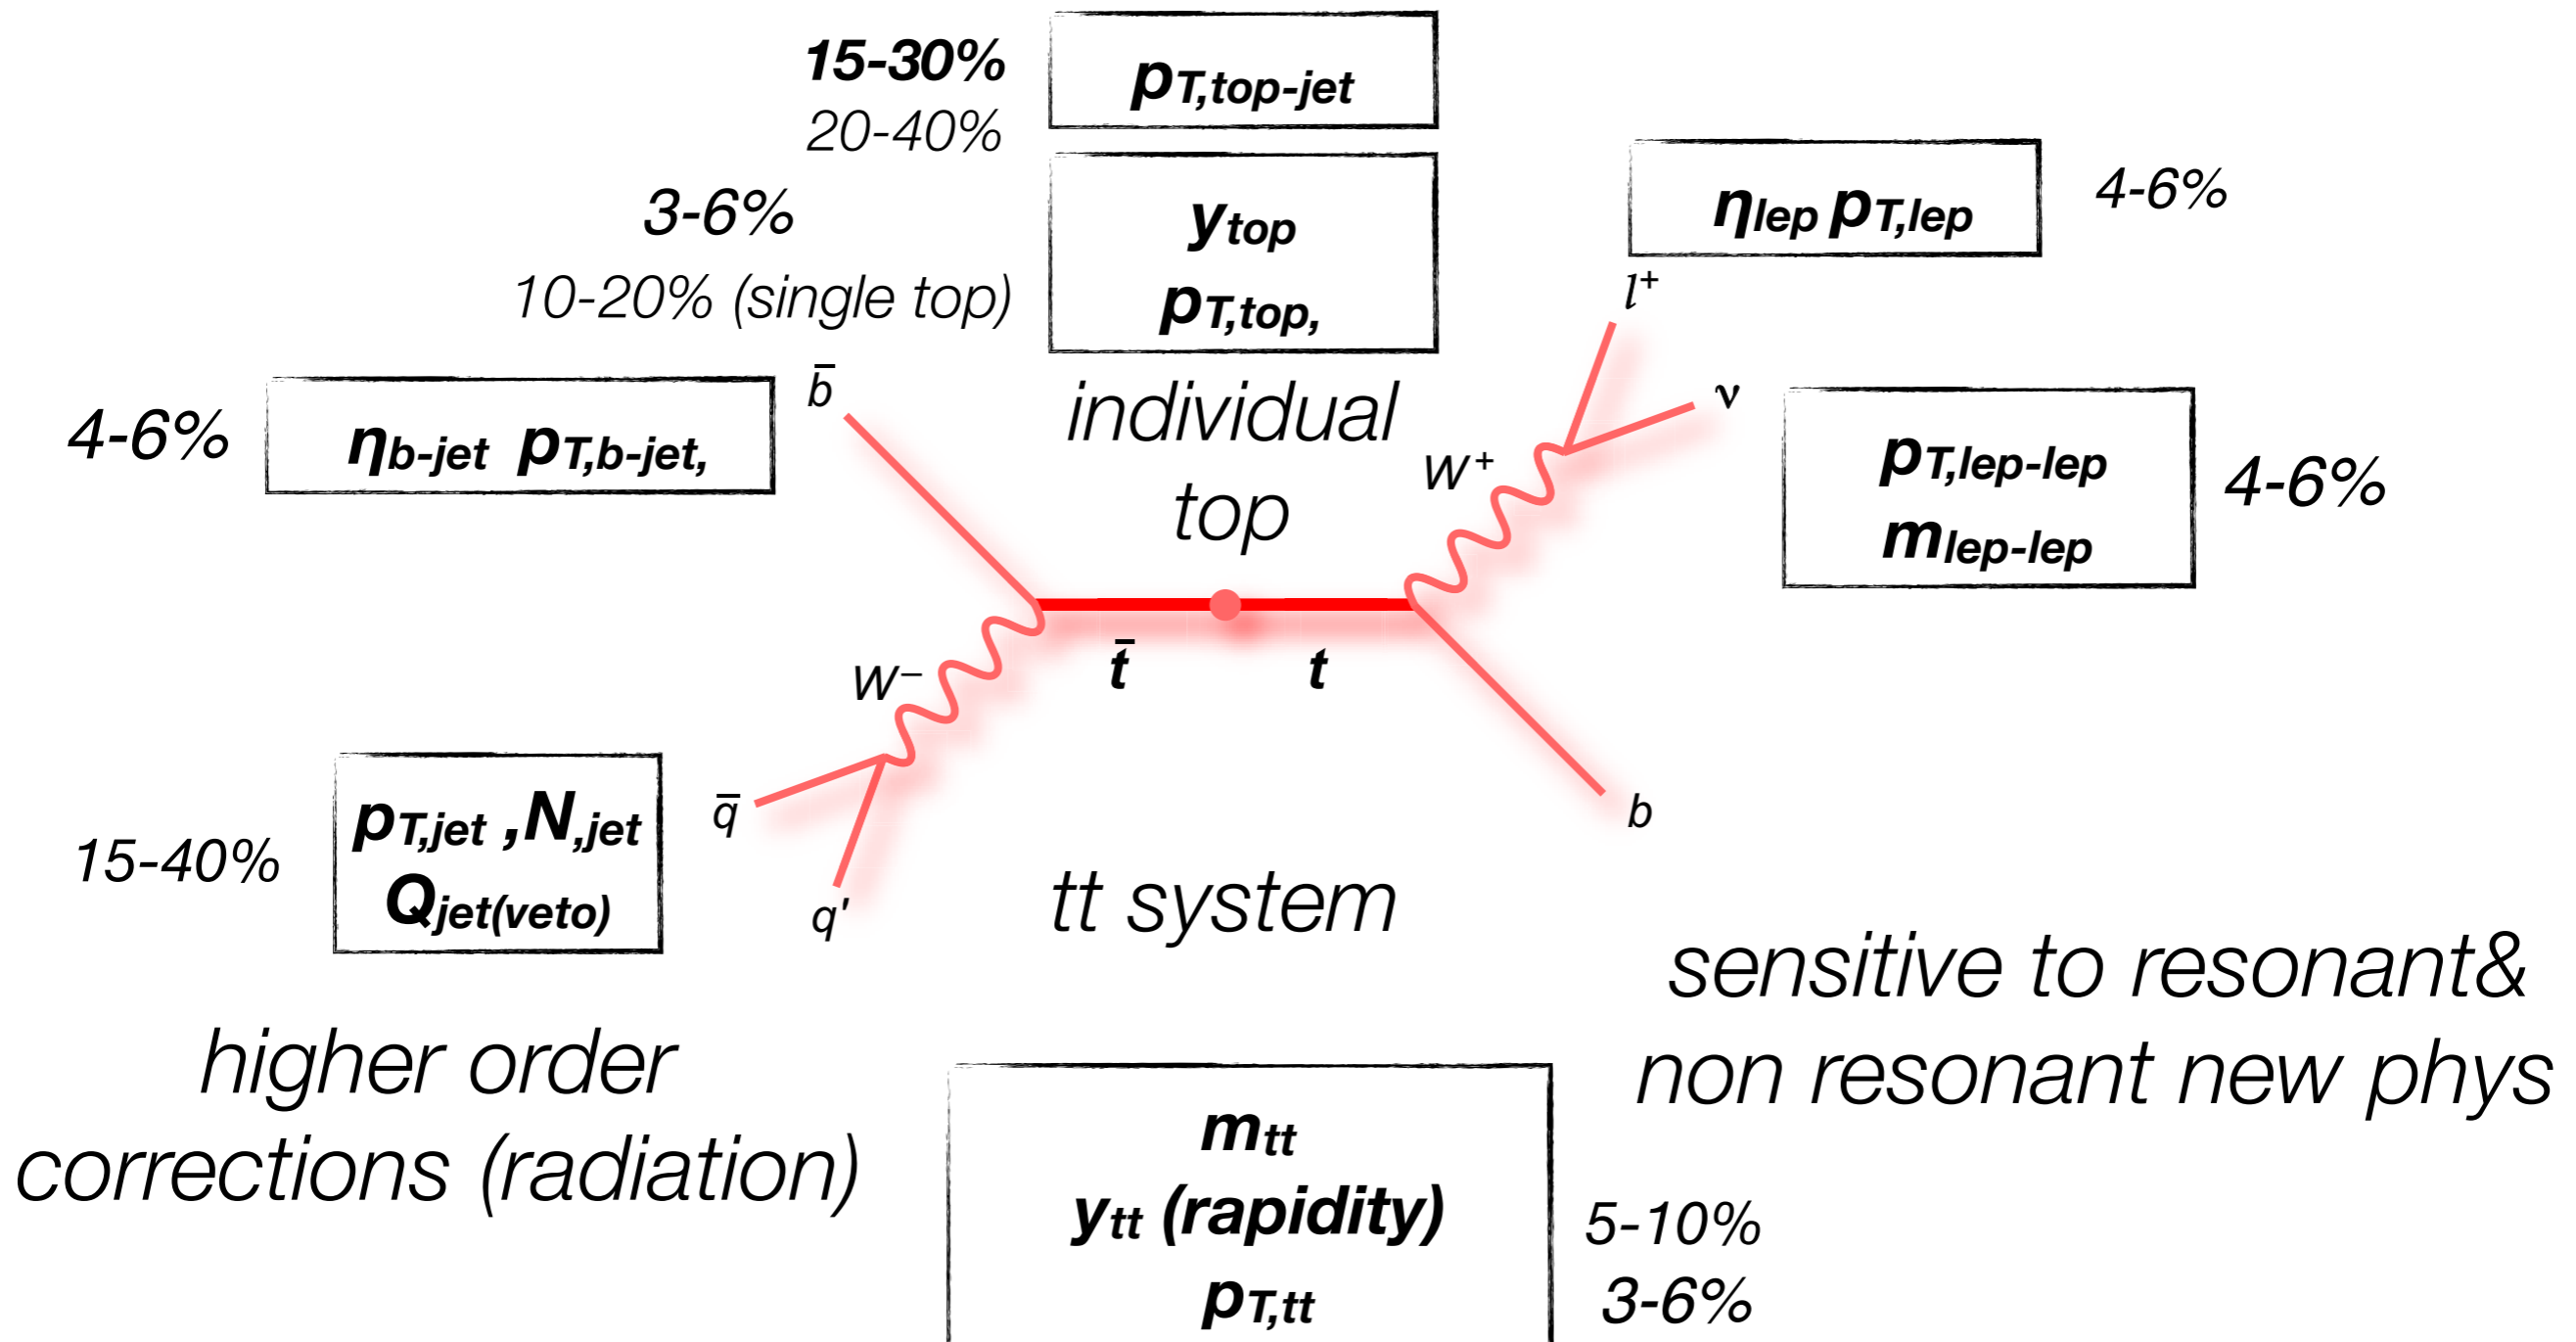 15-30%
20-40%
pT,top-jet
3-6%
10-20% (single top)
ytop
pT,top,
individual
top
ηlep pT,lep
4-6%
l⁺
ν
W⁺
pT,lep-lep
mlep-lep
4-6%
4-6%
ηb-jet pT,b-jet,
b̄
t̄
t
W⁻
q̄
q'
b
15-40%
pT,jet ,N,jet
Qjet(veto)
tt system
higher order
corrections (radiation)
sensitive to resonant&
non resonant new phys
mtt
ytt (rapidity)
pT,tt
5-10%
3-6%